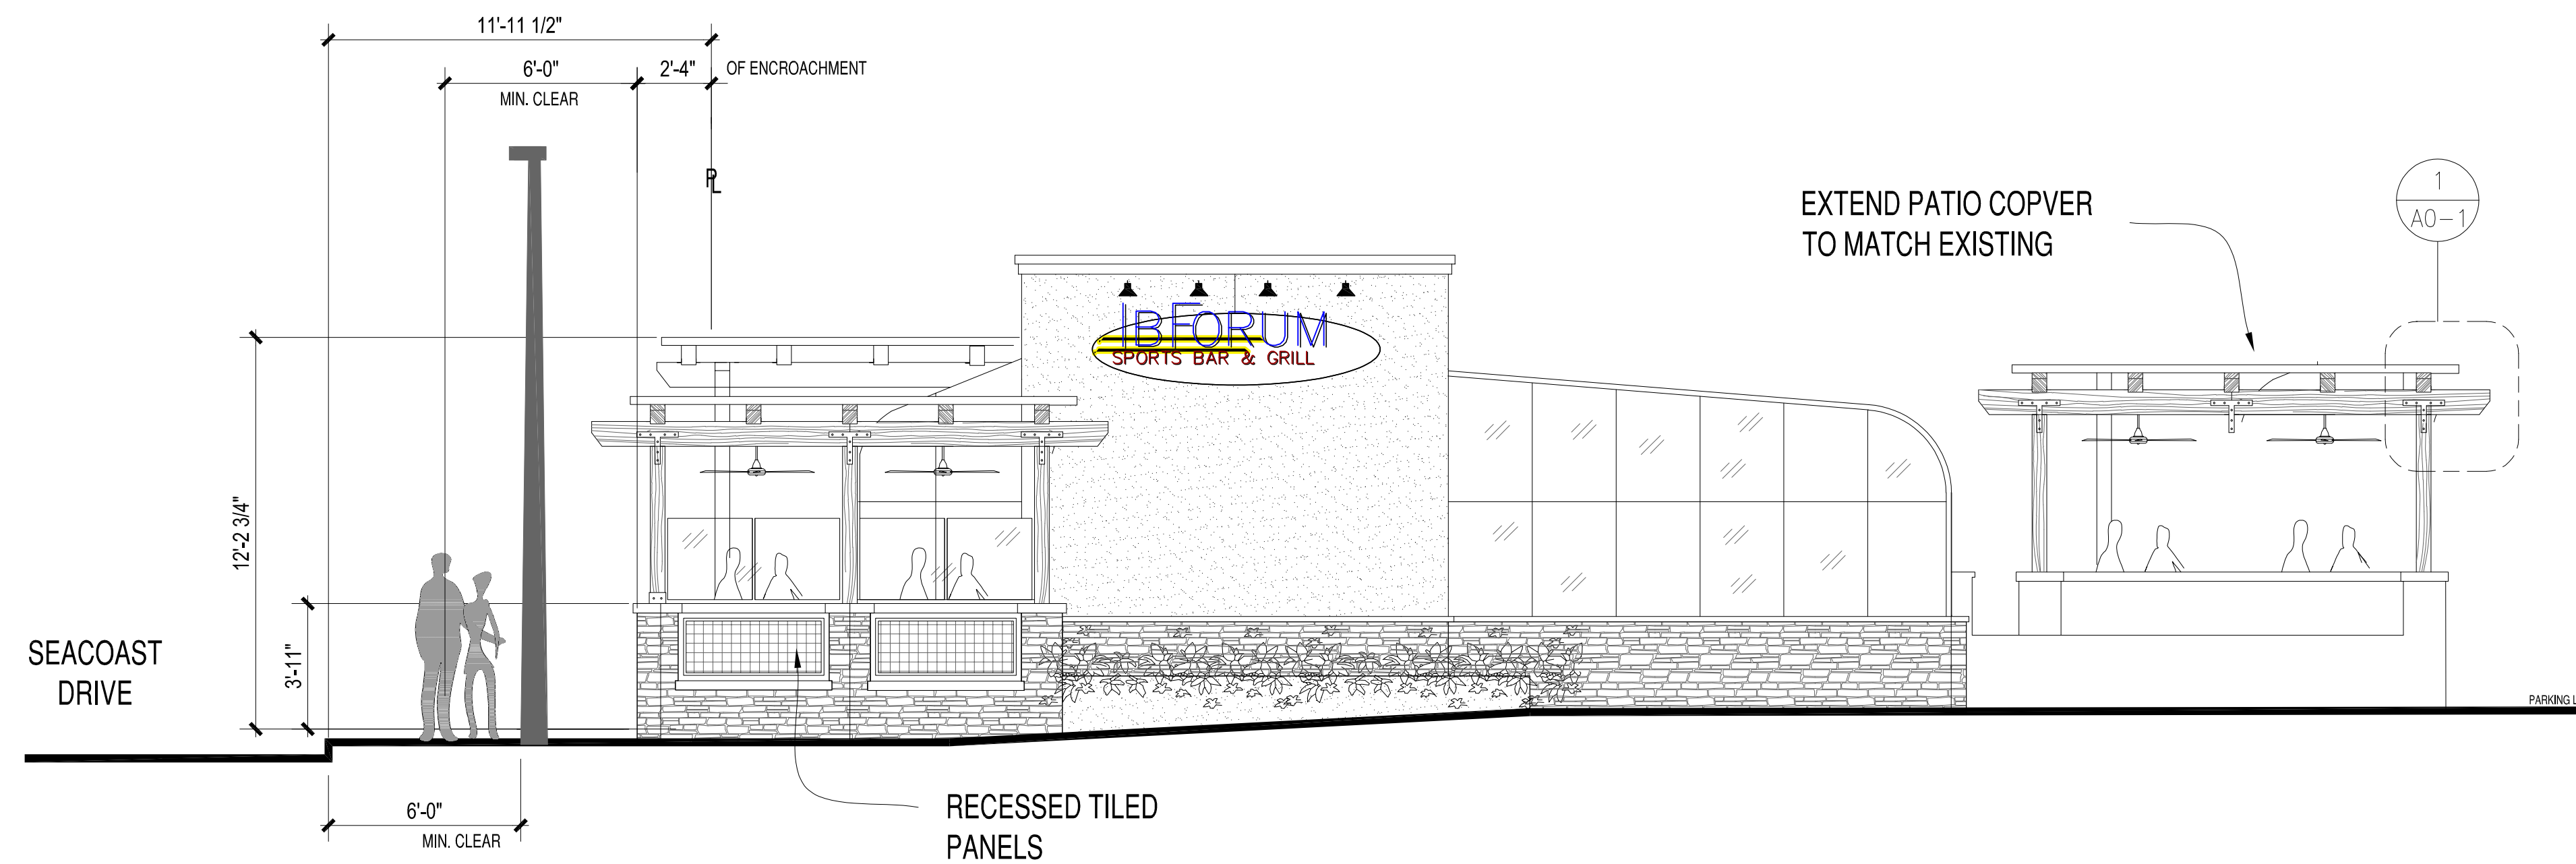 11'-11 1/2"
6'-0"
2'-4"
OF ENCROACHMENT
MIN. CLEAR
PL
EXTEND PATIO COPVER
TO MATCH EXISTING
1
A0-1
IBFORUM
SPORTS BAR & GRILL
12'-2 3/4"
3'-11"
SEACOAST
DRIVE
PARKING L
6'-0"
MIN. CLEAR
RECESSED TILED
PANELS